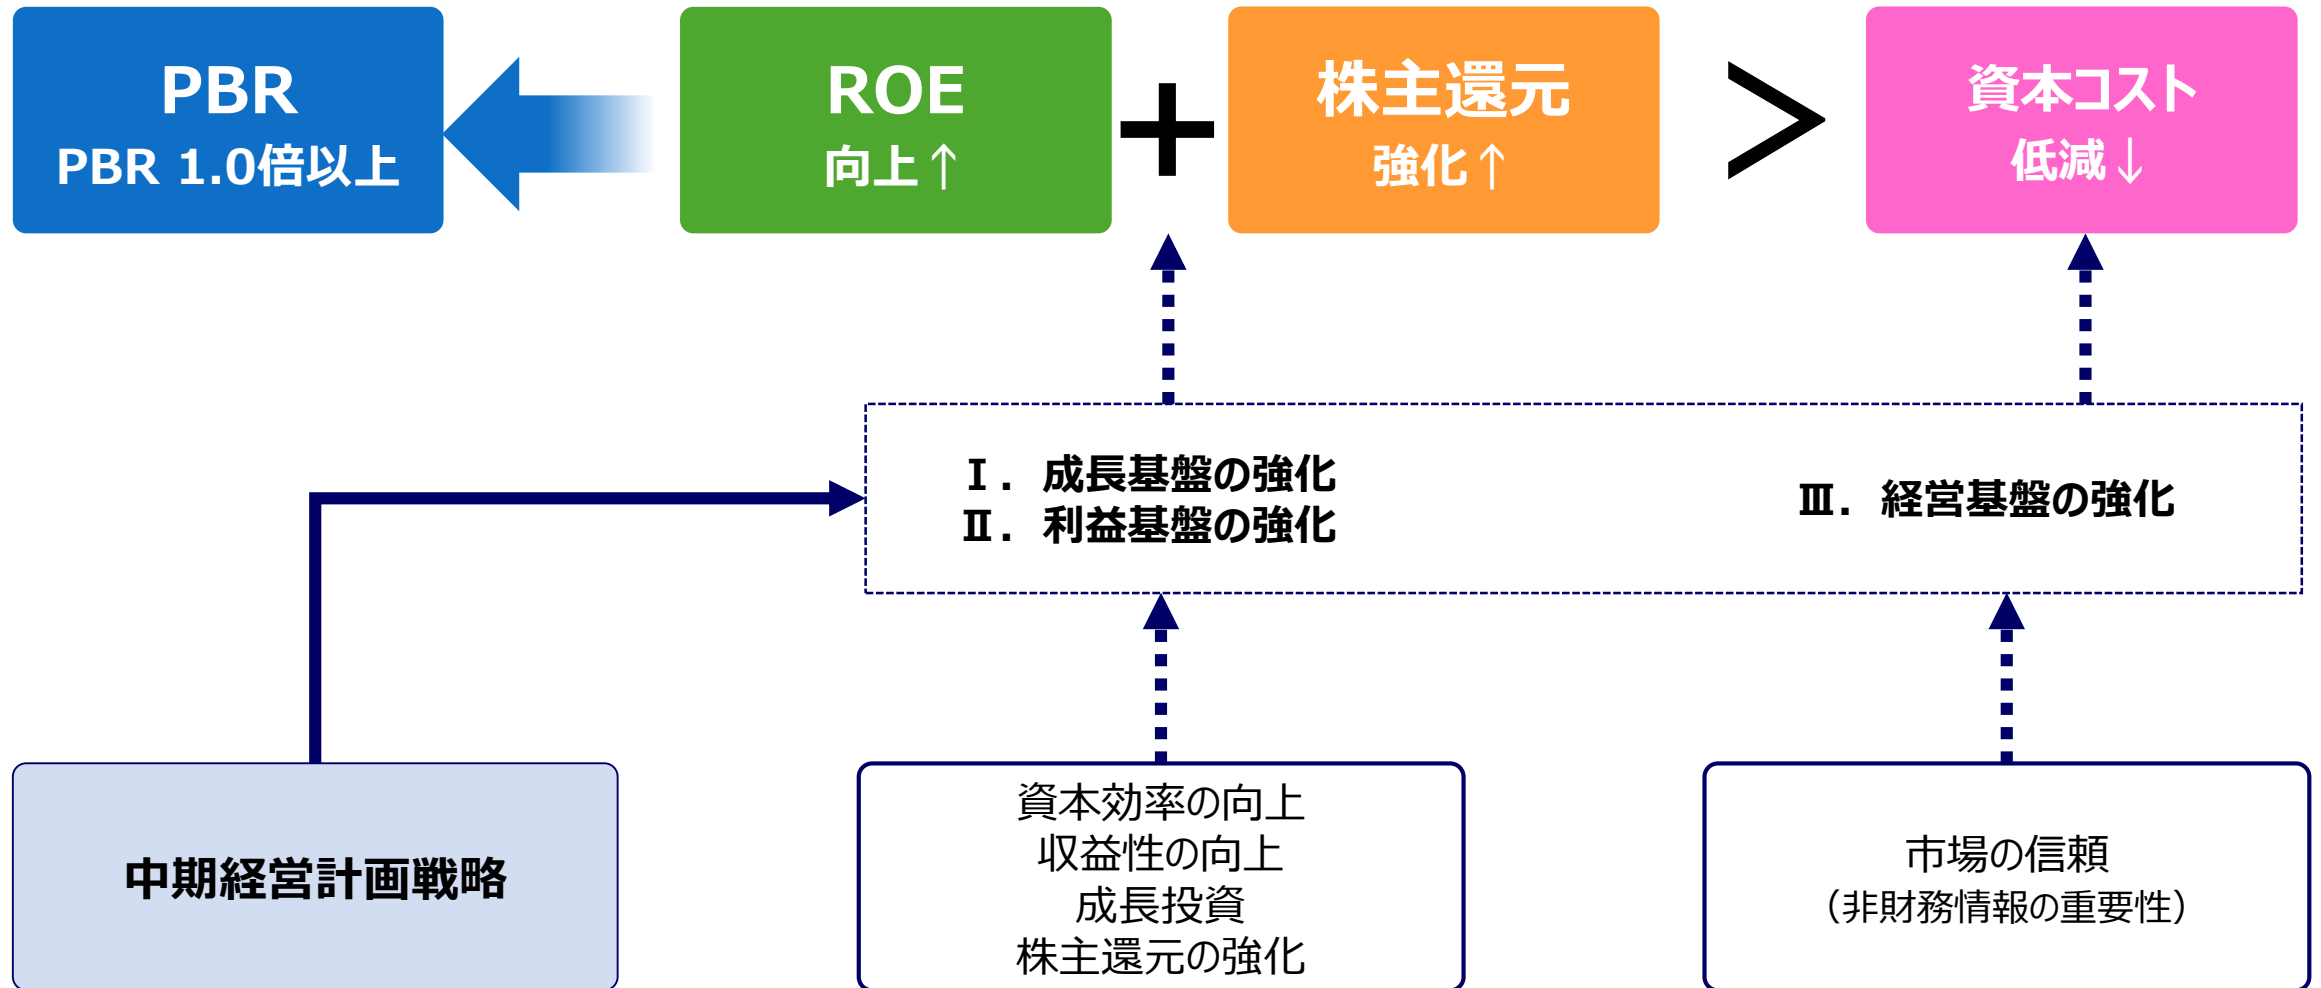 PBR
PBR 1.0倍以上
ROE
向上↑
+
株主還元
強化↑
>
資本コスト
低減↓
Ⅰ．成長基盤の強化
Ⅱ．利益基盤の強化
Ⅲ．経営基盤の強化
中期経営計画戦略
資本効率の向上
収益性の向上
成長投資
株主還元の強化
市場の信頼
（非財務情報の重要性）